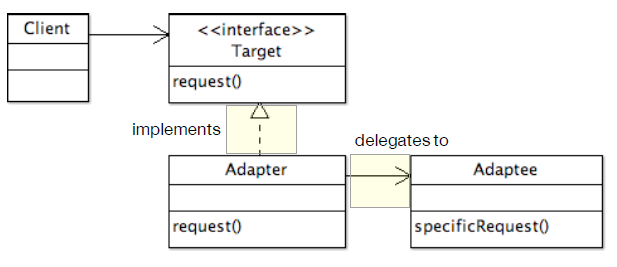 Client
<<interface>>
Target
request()
implements
delegates to
Adapter
request()
Adaptee
specificRequest()